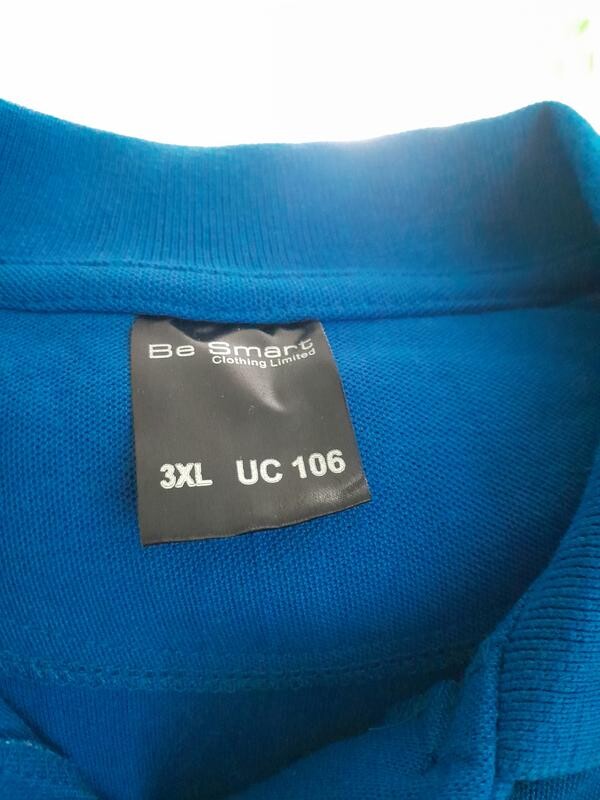 Be Smart
Clothing Limited
3XL UC 106